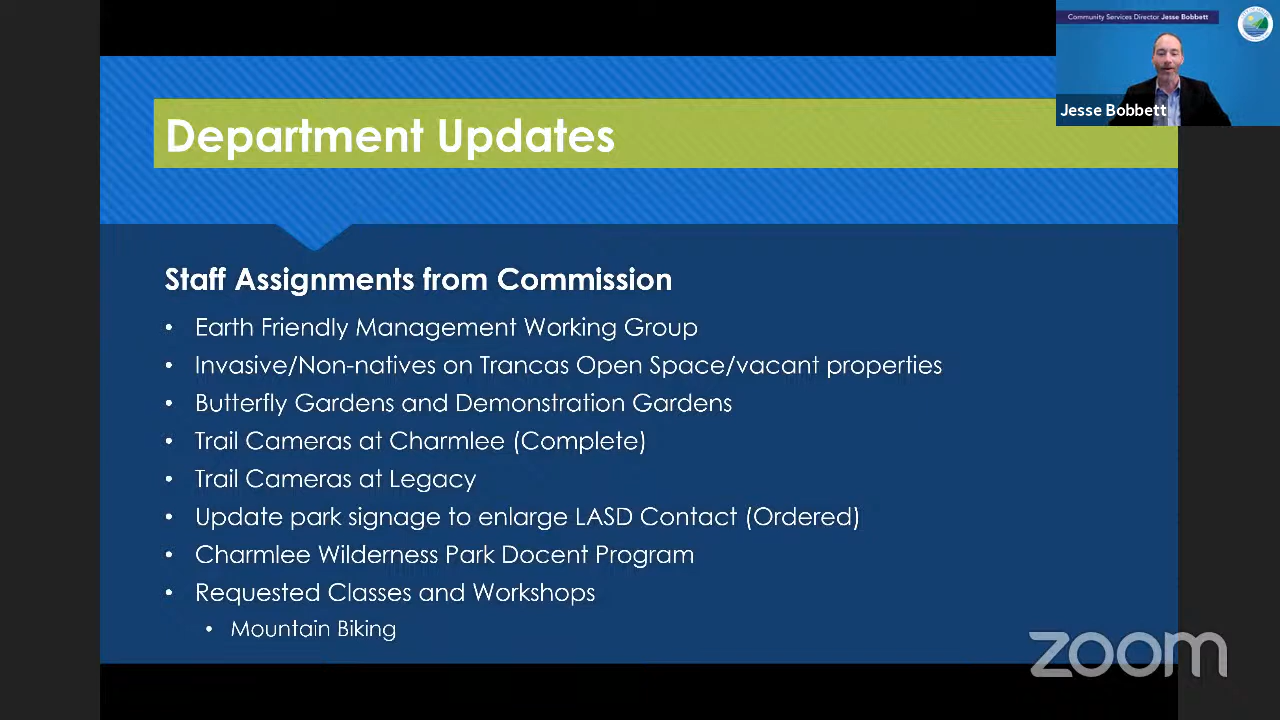 Community Services Director Jesse Bobbett
Jesse Bobbett
Department Updates
Staff Assignments from Commission
• Earth Friendly Management Working Group
• Invasive/Non-natives on Trancas Open Space/vacant properties
• Butterfly Gardens and Demonstration Gardens
• Trail Cameras at Charmlee (Complete)
• Trail Cameras at Legacy
• Update park signage to enlarge LASD Contact (Ordered)
• Charmlee Wilderness Park Docent Program
• Requested Classes and Workshops
• Mountain Biking
zoom